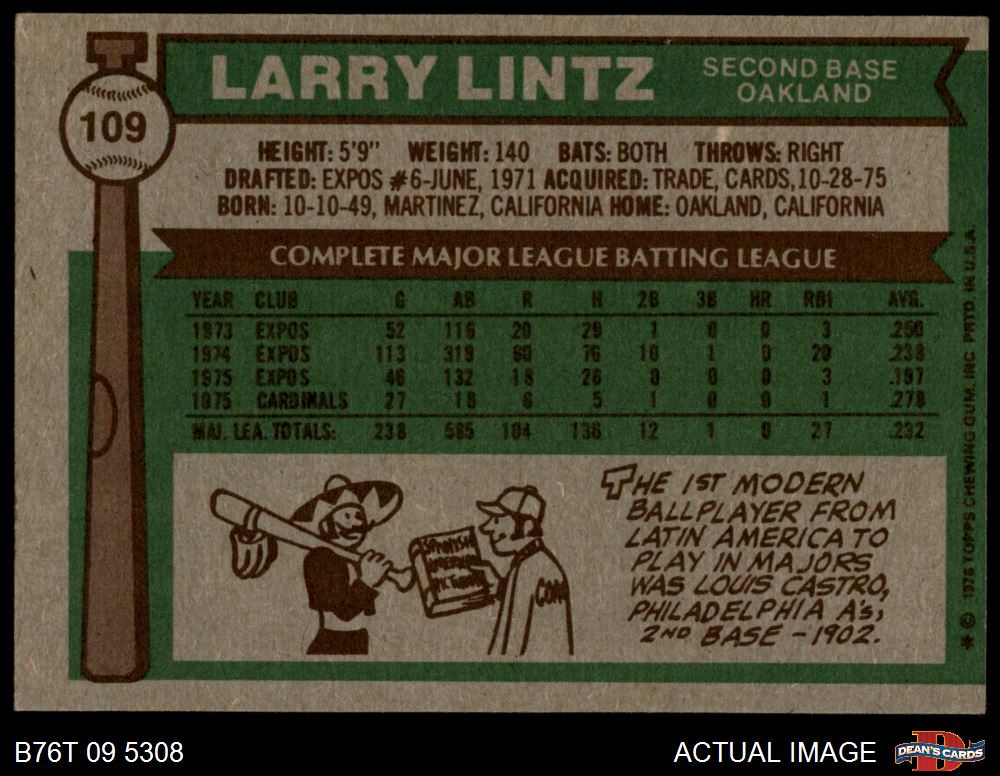 109
LARRY LINTZ
SECOND BASE
OAKLAND
HEIGHT: 5'9" WEIGHT: 140 BATS: BOTH THROWS: RIGHT
DRAFTED: EXPOS #6-JUNE, 1971 ACQUIRED: TRADE, CARDS, 10-28-75
BORN: 10-10-49, MARTINEZ, CALIFORNIA HOME: OAKLAND, CALIFORNIA
COMPLETE MAJOR LEAGUE BATTING LEAGUE
YEAR CLUB G AB R H 2B 3B HR RBI AVG.
1973 EXPOS 52 116 20 29 1 0 0 3 .250
1974 EXPOS 113 319 60 76 10 1 0 20 .238
1975 EXPOS 46 132 18 26 0 0 0 3 .197
1975 CARDINALS 27 18 6 5 1 0 0 1 .278
MAJ. LEA. TOTALS: 238 585 104 136 12 1 0 27 .232
SPANISH
THE 1ST MODERN
BALLPLAYER FROM
LATIN AMERICA TO
PLAY IN MAJORS
WAS LOUIS CASTRO,
PHILADELPHIA A's,
2ND BASE - 1902.
* © 1976 TOPPS CHEWING GUM, INC. PRTD. IN U.S.A.
B76T 09 5308
ACTUAL IMAGE
DEAN'S CARDS